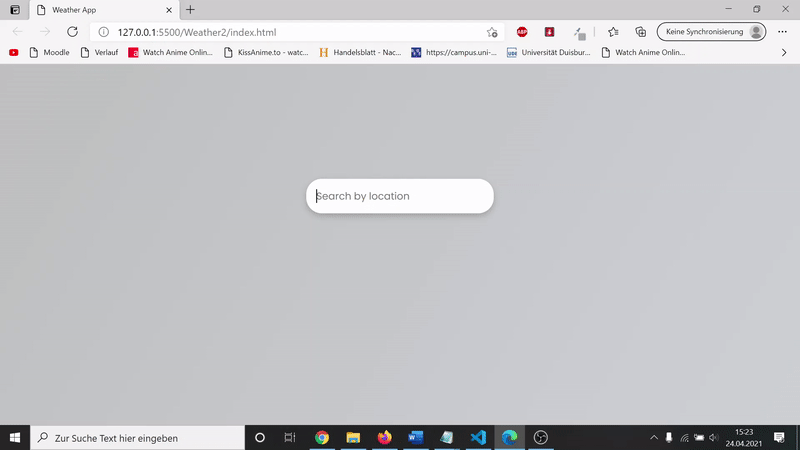 Weather App
127.0.0.1:5500/Weather2/index.html
ABP
Keine Synchronisierung
Moodle
Verlauf
a Watch Anime Onlin...
KissAnime.to - watc...
H Handelsblatt - Nac...
https://campus.uni-...
UDE Universität Duisbur...
Watch Anime Onlin...
Search by location
Zur Suche Text hier eingeben
15:23
24.04.2021